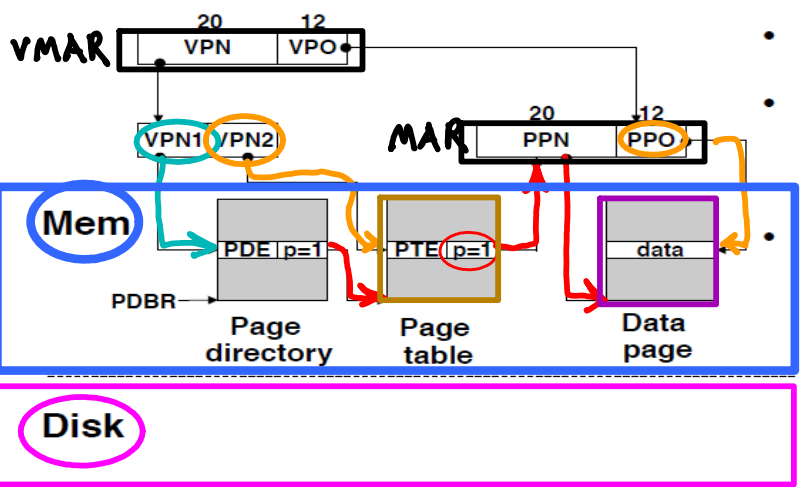 20 12
VMAR VPN VPO
20 12
VPN1 VPN2 MAR PPN PPO
Mem
PDE p=1 PTE p=1 data
PDBR
Page directory
Page table
Data page
Disk